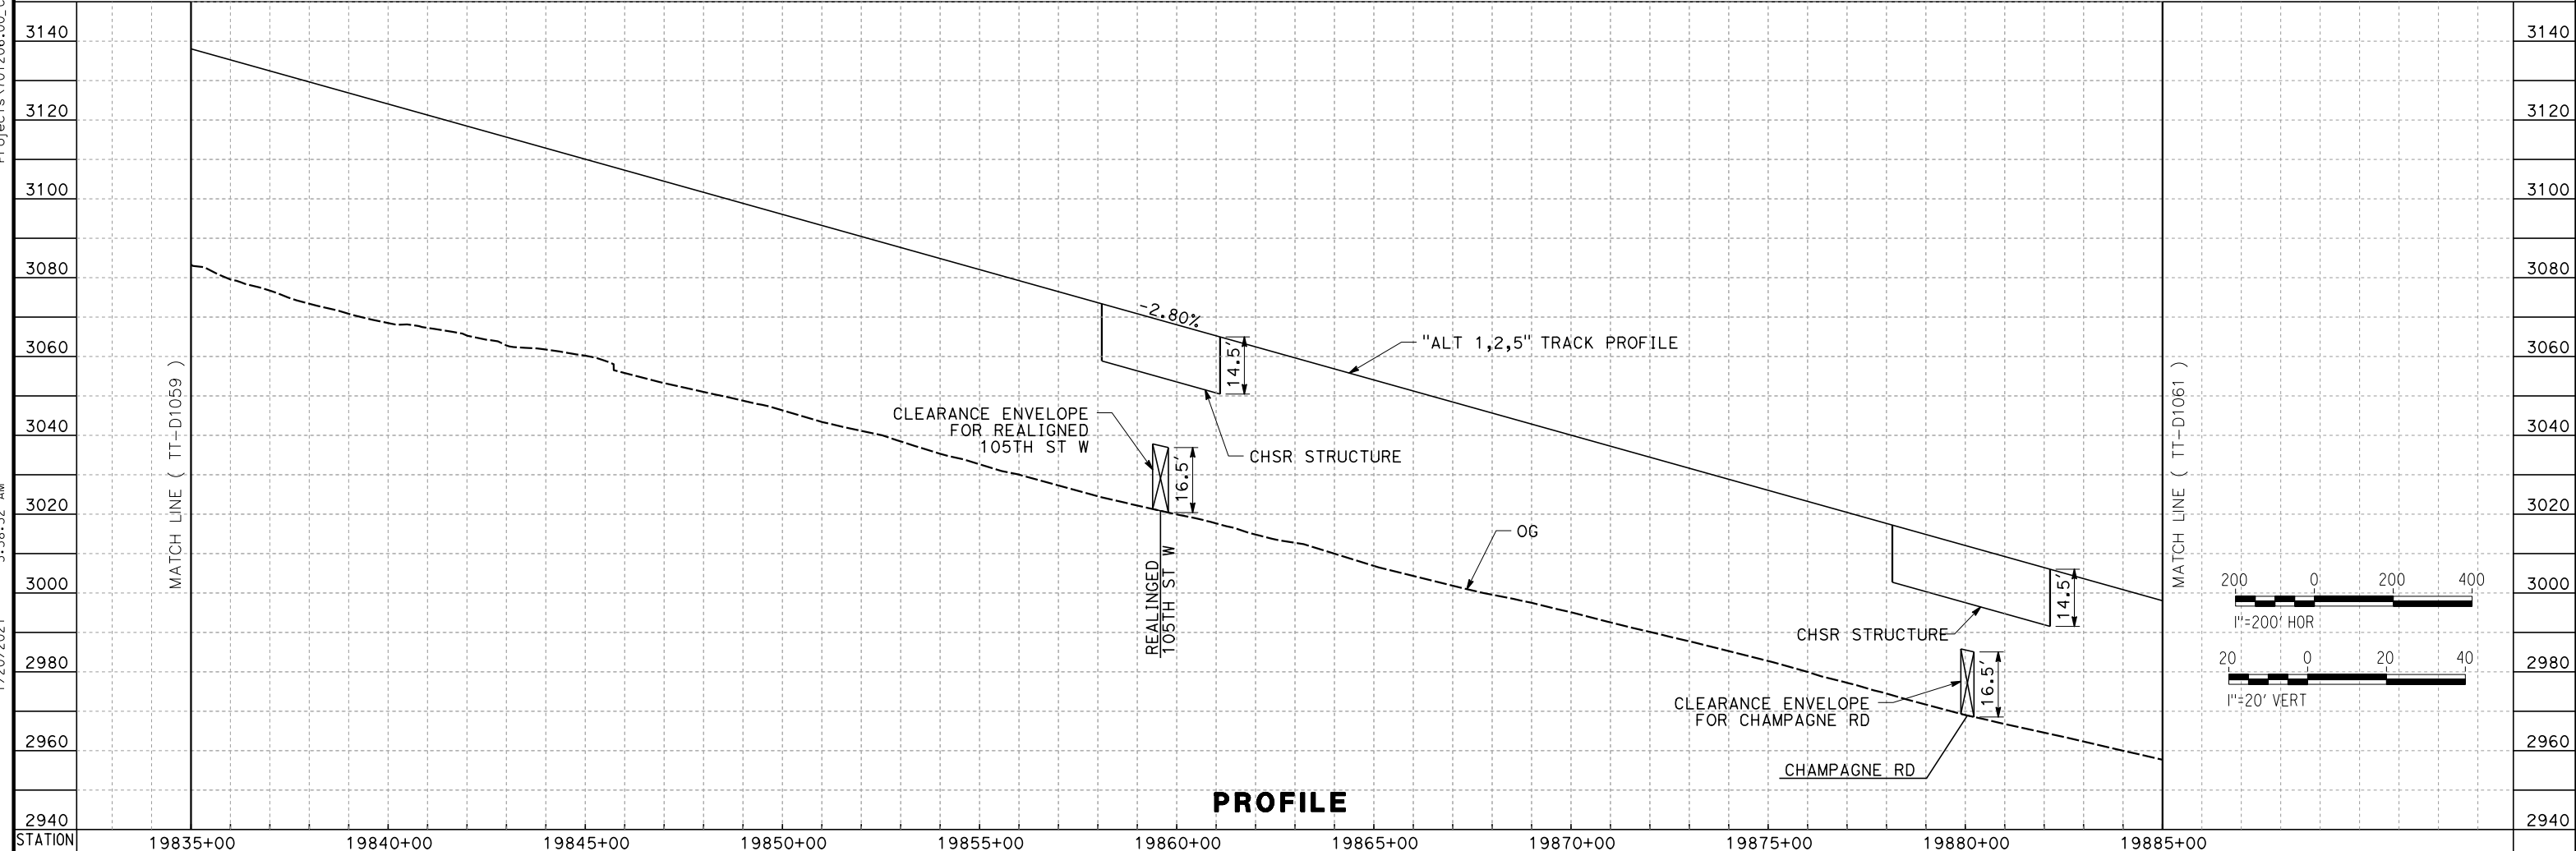 3140 3140
3120 3120
3100 3100
3080 3080
3060 3060
3040 3040
3020 3020
3000 3000
2980 2980
2960 2960
2940 2940
MATCH LINE ( TT-D1059 )
-2.80%
14.5'
"ALT 1,2,5" TRACK PROFILE
CLEARANCE ENVELOPE
FOR REALIGNED
105TH ST W
CHSR STRUCTURE
16.5'
REALINGED
105TH ST W
OG
CHSR STRUCTURE
14.5'
CLEARANCE ENVELOPE
FOR CHAMPAGNE RD
16.5'
CHAMPAGNE RD
MATCH LINE ( TT-D1061 )
200 0 200 400
1"=200' HOR
20 0 20 40
1"=20' VERT
PROFILE
STATION 19835+00 19840+00 19845+00 19850+00 19855+00 19860+00 19865+00 19870+00 19875+00 19880+00 19885+00